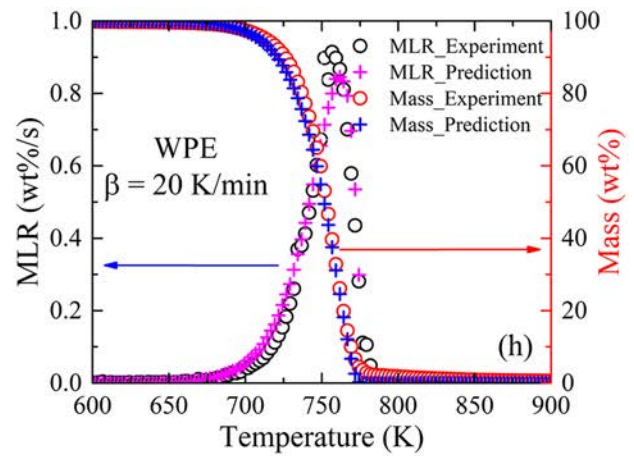 1.0
0.8
0.6
0.4
0.2
0.0
MLR (wt%/s)
MLR_Experiment
MLR_Prediction
Mass_Experiment
Mass_Prediction
WPE
β = 20 K/min
(h)
100
80
60
40
20
0
Mass (wt%)
600 650 700 750 800 850 900
Temperature (K)